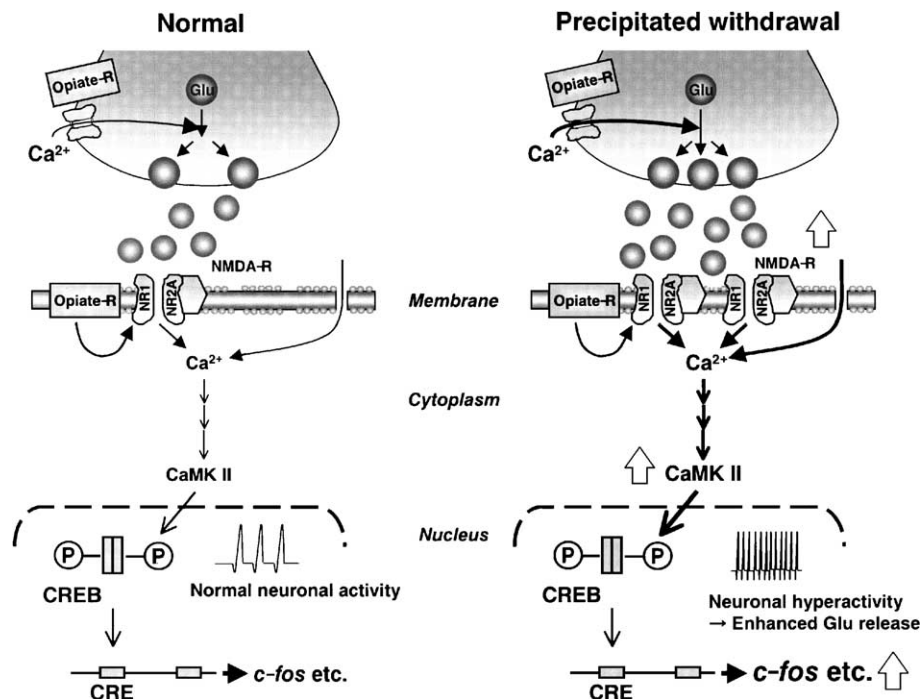 Normal
Opiate-R
Glu
Ca2+
NMDA-R
Opiate-R
NR1
NR2A
Ca2+
CaMK II
P
P
CREB
Normal neuronal activity
c-fos etc.
CRE
Membrane
Cytoplasm
Nucleus
Precipitated withdrawal
Opiate-R
Glu
Ca2+
NMDA-R
Opiate-R
NR1
NR2A
NR1
NR2A
Ca2+
CaMK II
P
P
CREB
Neuronal hyperactivity
→ Enhanced Glu release
c-fos etc.
CRE